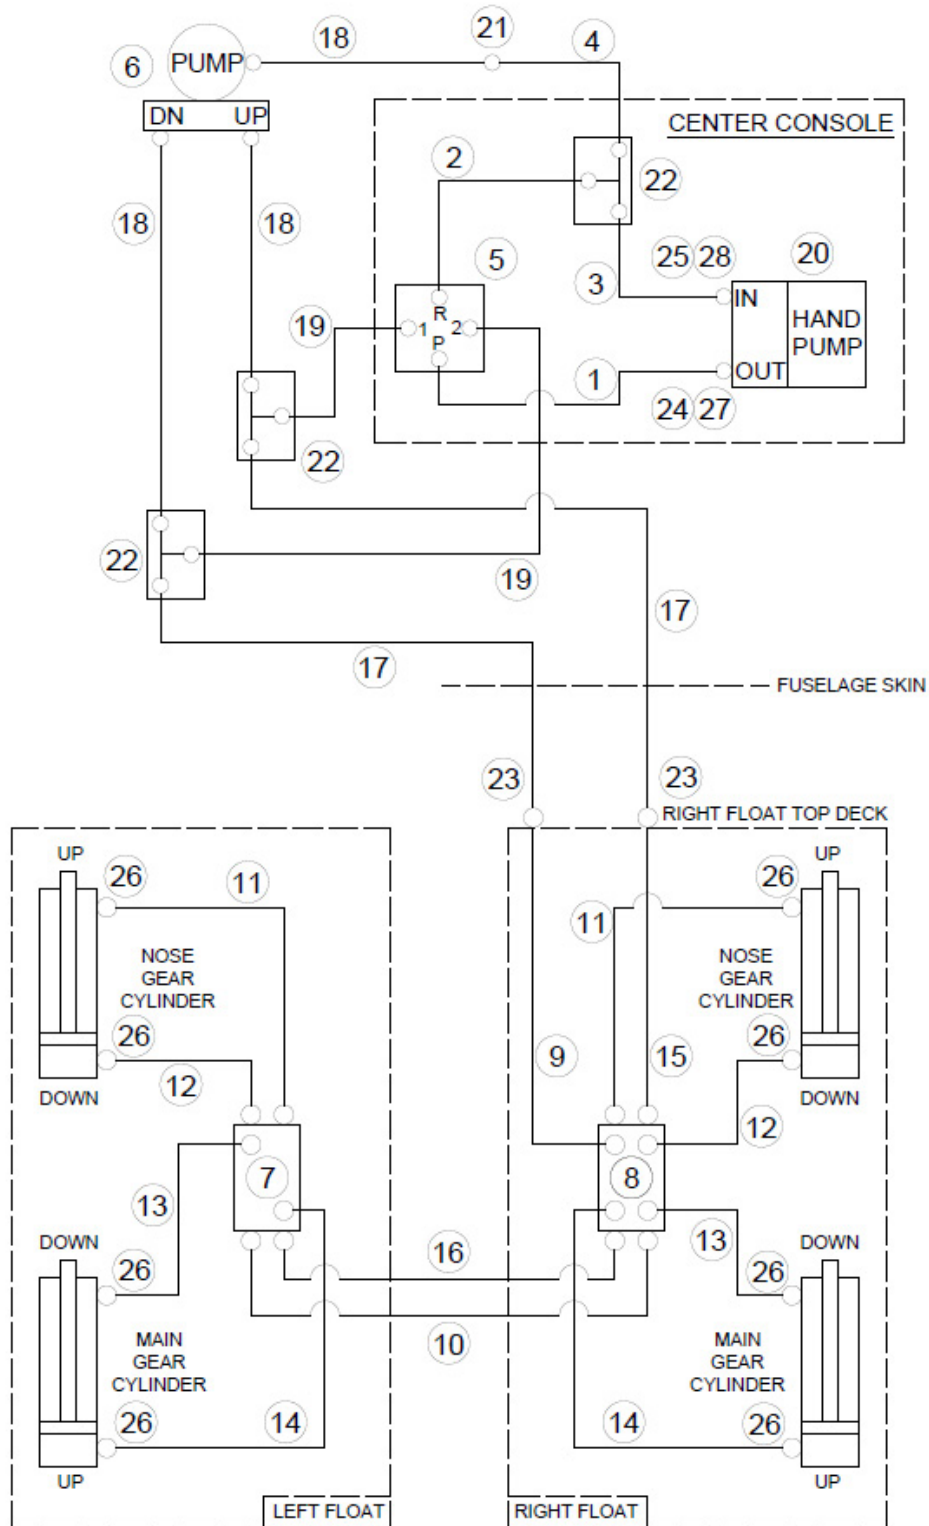 18
21
4
6
PUMP
DN UP
CENTER CONSOLE
2
22
18
18
5
25 28
20
3
IN
R
19
1 2
P
HAND
PUMP
1
OUT
24 27
22
22
19
17
17
FUSELAGE SKIN
23
23
RIGHT FLOAT TOP DECK
UP
26
11
NOSE
GEAR
CYLINDER
26
12
DOWN
7
13
DOWN
26
MAIN
GEAR
CYLINDER
26
14
UP
LEFT FLOAT
16
10
UP
26
11
NOSE
GEAR
CYLINDER
26
9
15
DOWN
12
8
13
DOWN
26
MAIN
GEAR
CYLINDER
14
26
UP
RIGHT FLOAT